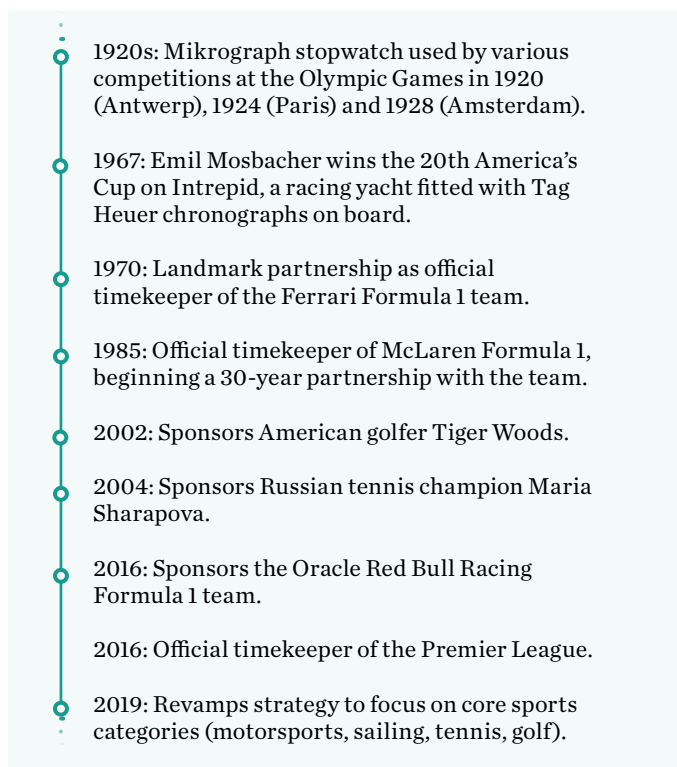 1920s: Mikrograph stopwatch used by various
competitions at the Olympic Games in 1920
(Antwerp), 1924 (Paris) and 1928 (Amsterdam).
1967: Emil Mosbacher wins the 20th America’s
Cup on Intrepid, a racing yacht fitted with Tag
Heuer chronographs on board.
1970: Landmark partnership as official
timekeeper of the Ferrari Formula 1 team.
1985: Official timekeeper of McLaren Formula 1,
beginning a 30-year partnership with the team.
2002: Sponsors American golfer Tiger Woods.
2004: Sponsors Russian tennis champion Maria
Sharapova.
2016: Sponsors the Oracle Red Bull Racing
Formula 1 team.
2016: Official timekeeper of the Premier League.
2019: Revamps strategy to focus on core sports
categories (motorsports, sailing, tennis, golf).